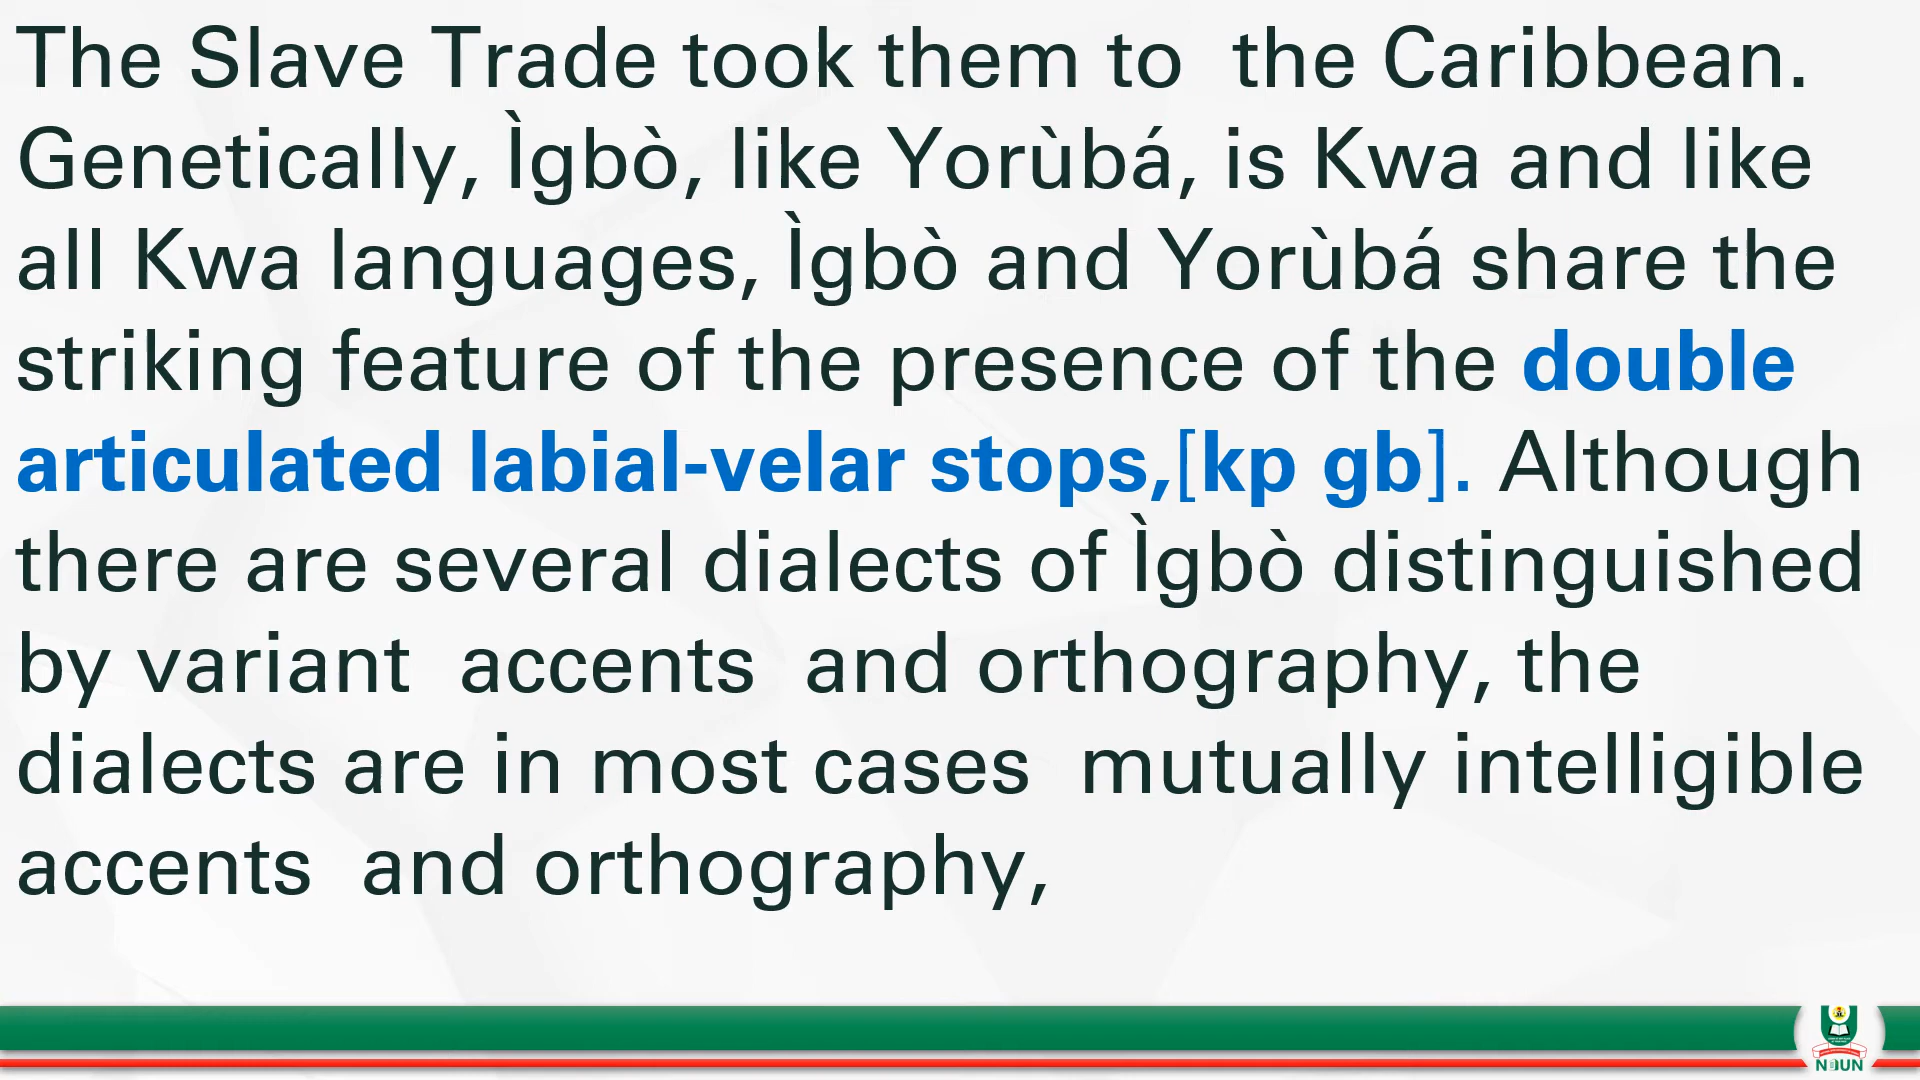 The Slave Trade took them to  the Caribbean.
Genetically, Ìgbò, like Yorùbá, is Kwa and like
all Kwa languages, Ìgbò and Yorùbá share the
striking feature of the presence of the double
articulated labial-velar stops,[kp gb]. Although
there are several dialects of Ìgbò distinguished
by variant  accents  and orthography, the
dialects are in most cases  mutually intelligible
accents  and orthography,
NOUN